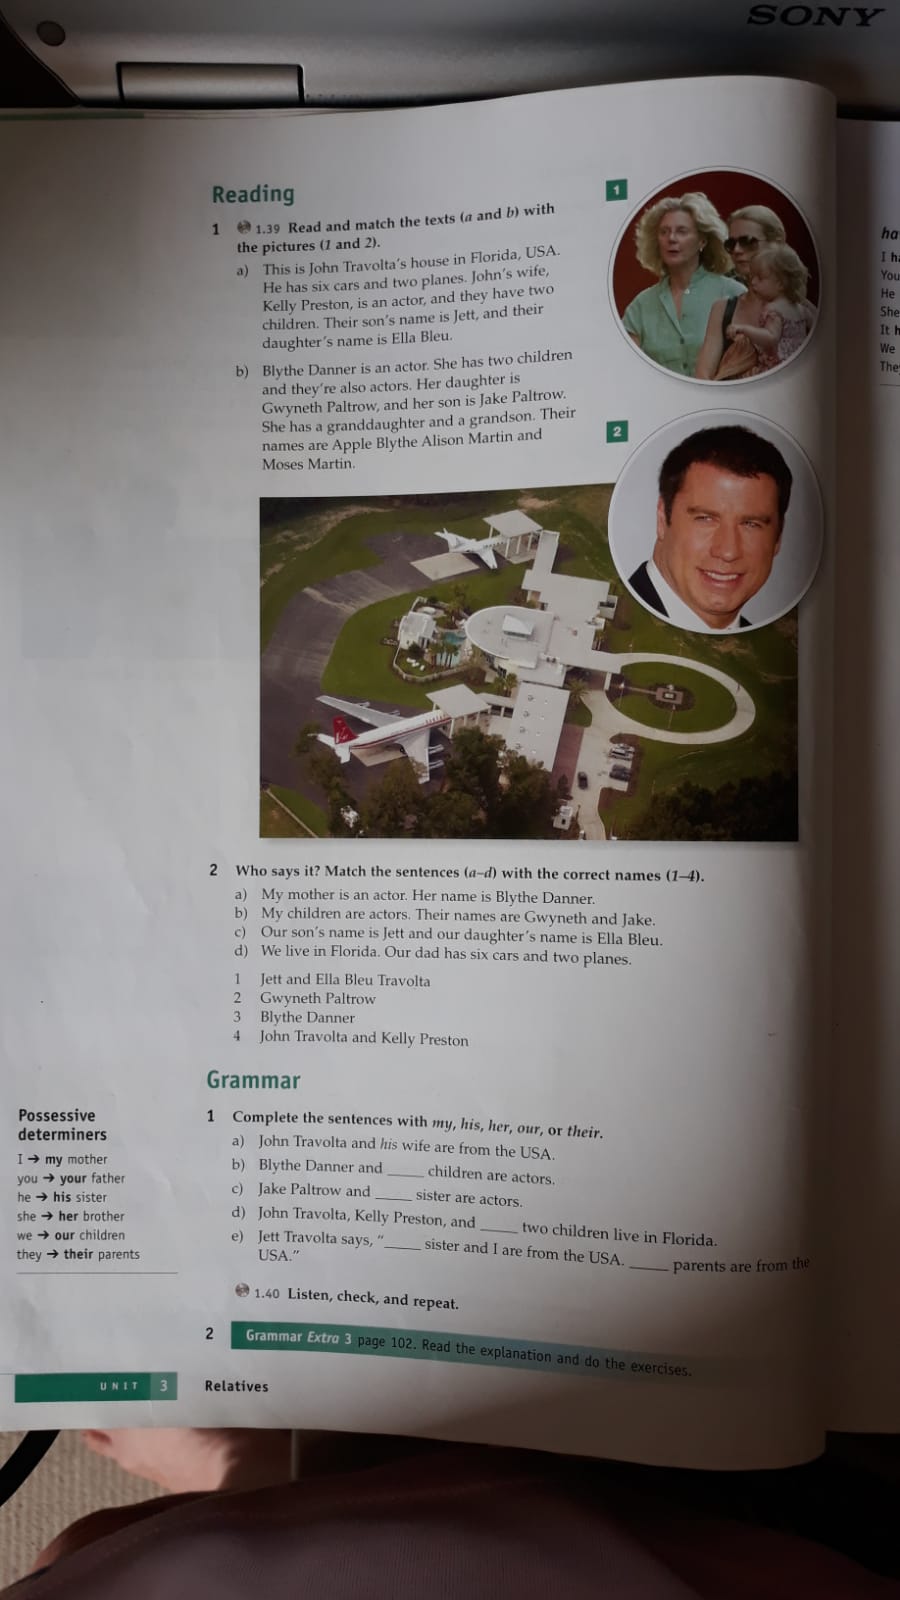 SONY
Reading
1 1.39 Read and match the texts (a and b) with
the pictures (1 and 2).
a) This is John Travolta's house in Florida, USA.
He has six cars and two planes. John's wife,
Kelly Preston, is an actor, and they have two
children. Their son's name is Jett, and their
daughter's name is Ella Bleu.
b) Blythe Danner is an actor. She has two children
and they're also actors. Her daughter is
Gwyneth Paltrow, and her son is Jake Paltrow.
She has a granddaughter and a grandson. Their
names are Apple Blythe Alison Martin and
Moses Martin.
1
2
2 Who says it? Match the sentences (a–d) with the correct names (1–4).
a) My mother is an actor. Her name is Blythe Danner.
b) My children are actors. Their names are Gwyneth and Jake.
c) Our son's name is Jett and our daughter's name is Ella Bleu.
d) We live in Florida. Our dad has six cars and two planes.
1 Jett and Ella Bleu Travolta
2 Gwyneth Paltrow
3 Blythe Danner
4 John Travolta and Kelly Preston
Grammar
1 Complete the sentences with my, his, her, our, or their.
a) John Travolta and his wife are from the USA.
b) Blythe Danner and _____ children are actors.
c) Jake Paltrow and _____ sister are actors.
d) John Travolta, Kelly Preston, and _____ two children live in Florida.
e) Jett Travolta says, "_____ sister and I are from the USA. _____ parents are from the
USA."
1.40 Listen, check, and repeat.
2 Grammar Extra 3 page 102. Read the explanation and do the exercises.
Possessive
determiners
I → my mother
you → your father
he → his sister
she → her brother
we → our children
they → their parents
UNIT 3 Relatives
ha
I ha
You
He
She
It h
We
They